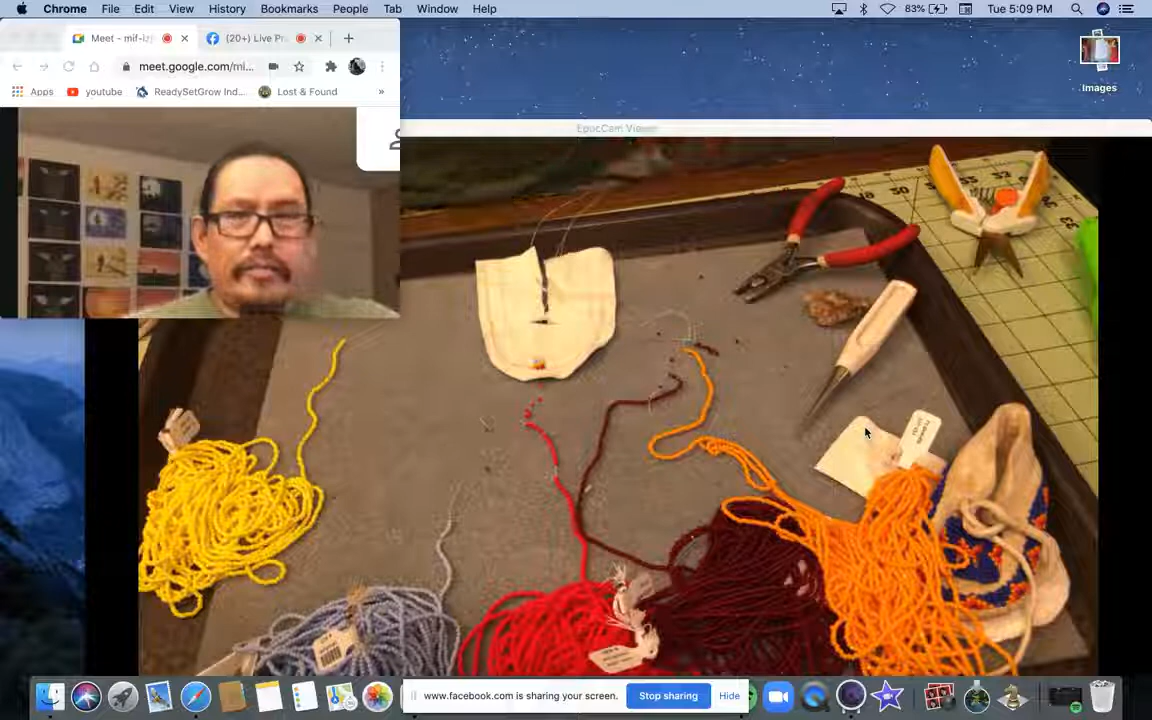 Chrome File Edit View History Bookmarks People Tab Window Help 83% Tue 5:09 PM
Meet - mif-iz
(20+) Live Pr
meet.google.com/mi...
Apps youtube ReadySetGrow Ind... Lost & Found »
Images
EpocCam Viewer
www.facebook.com is sharing your screen. Stop sharing Hide